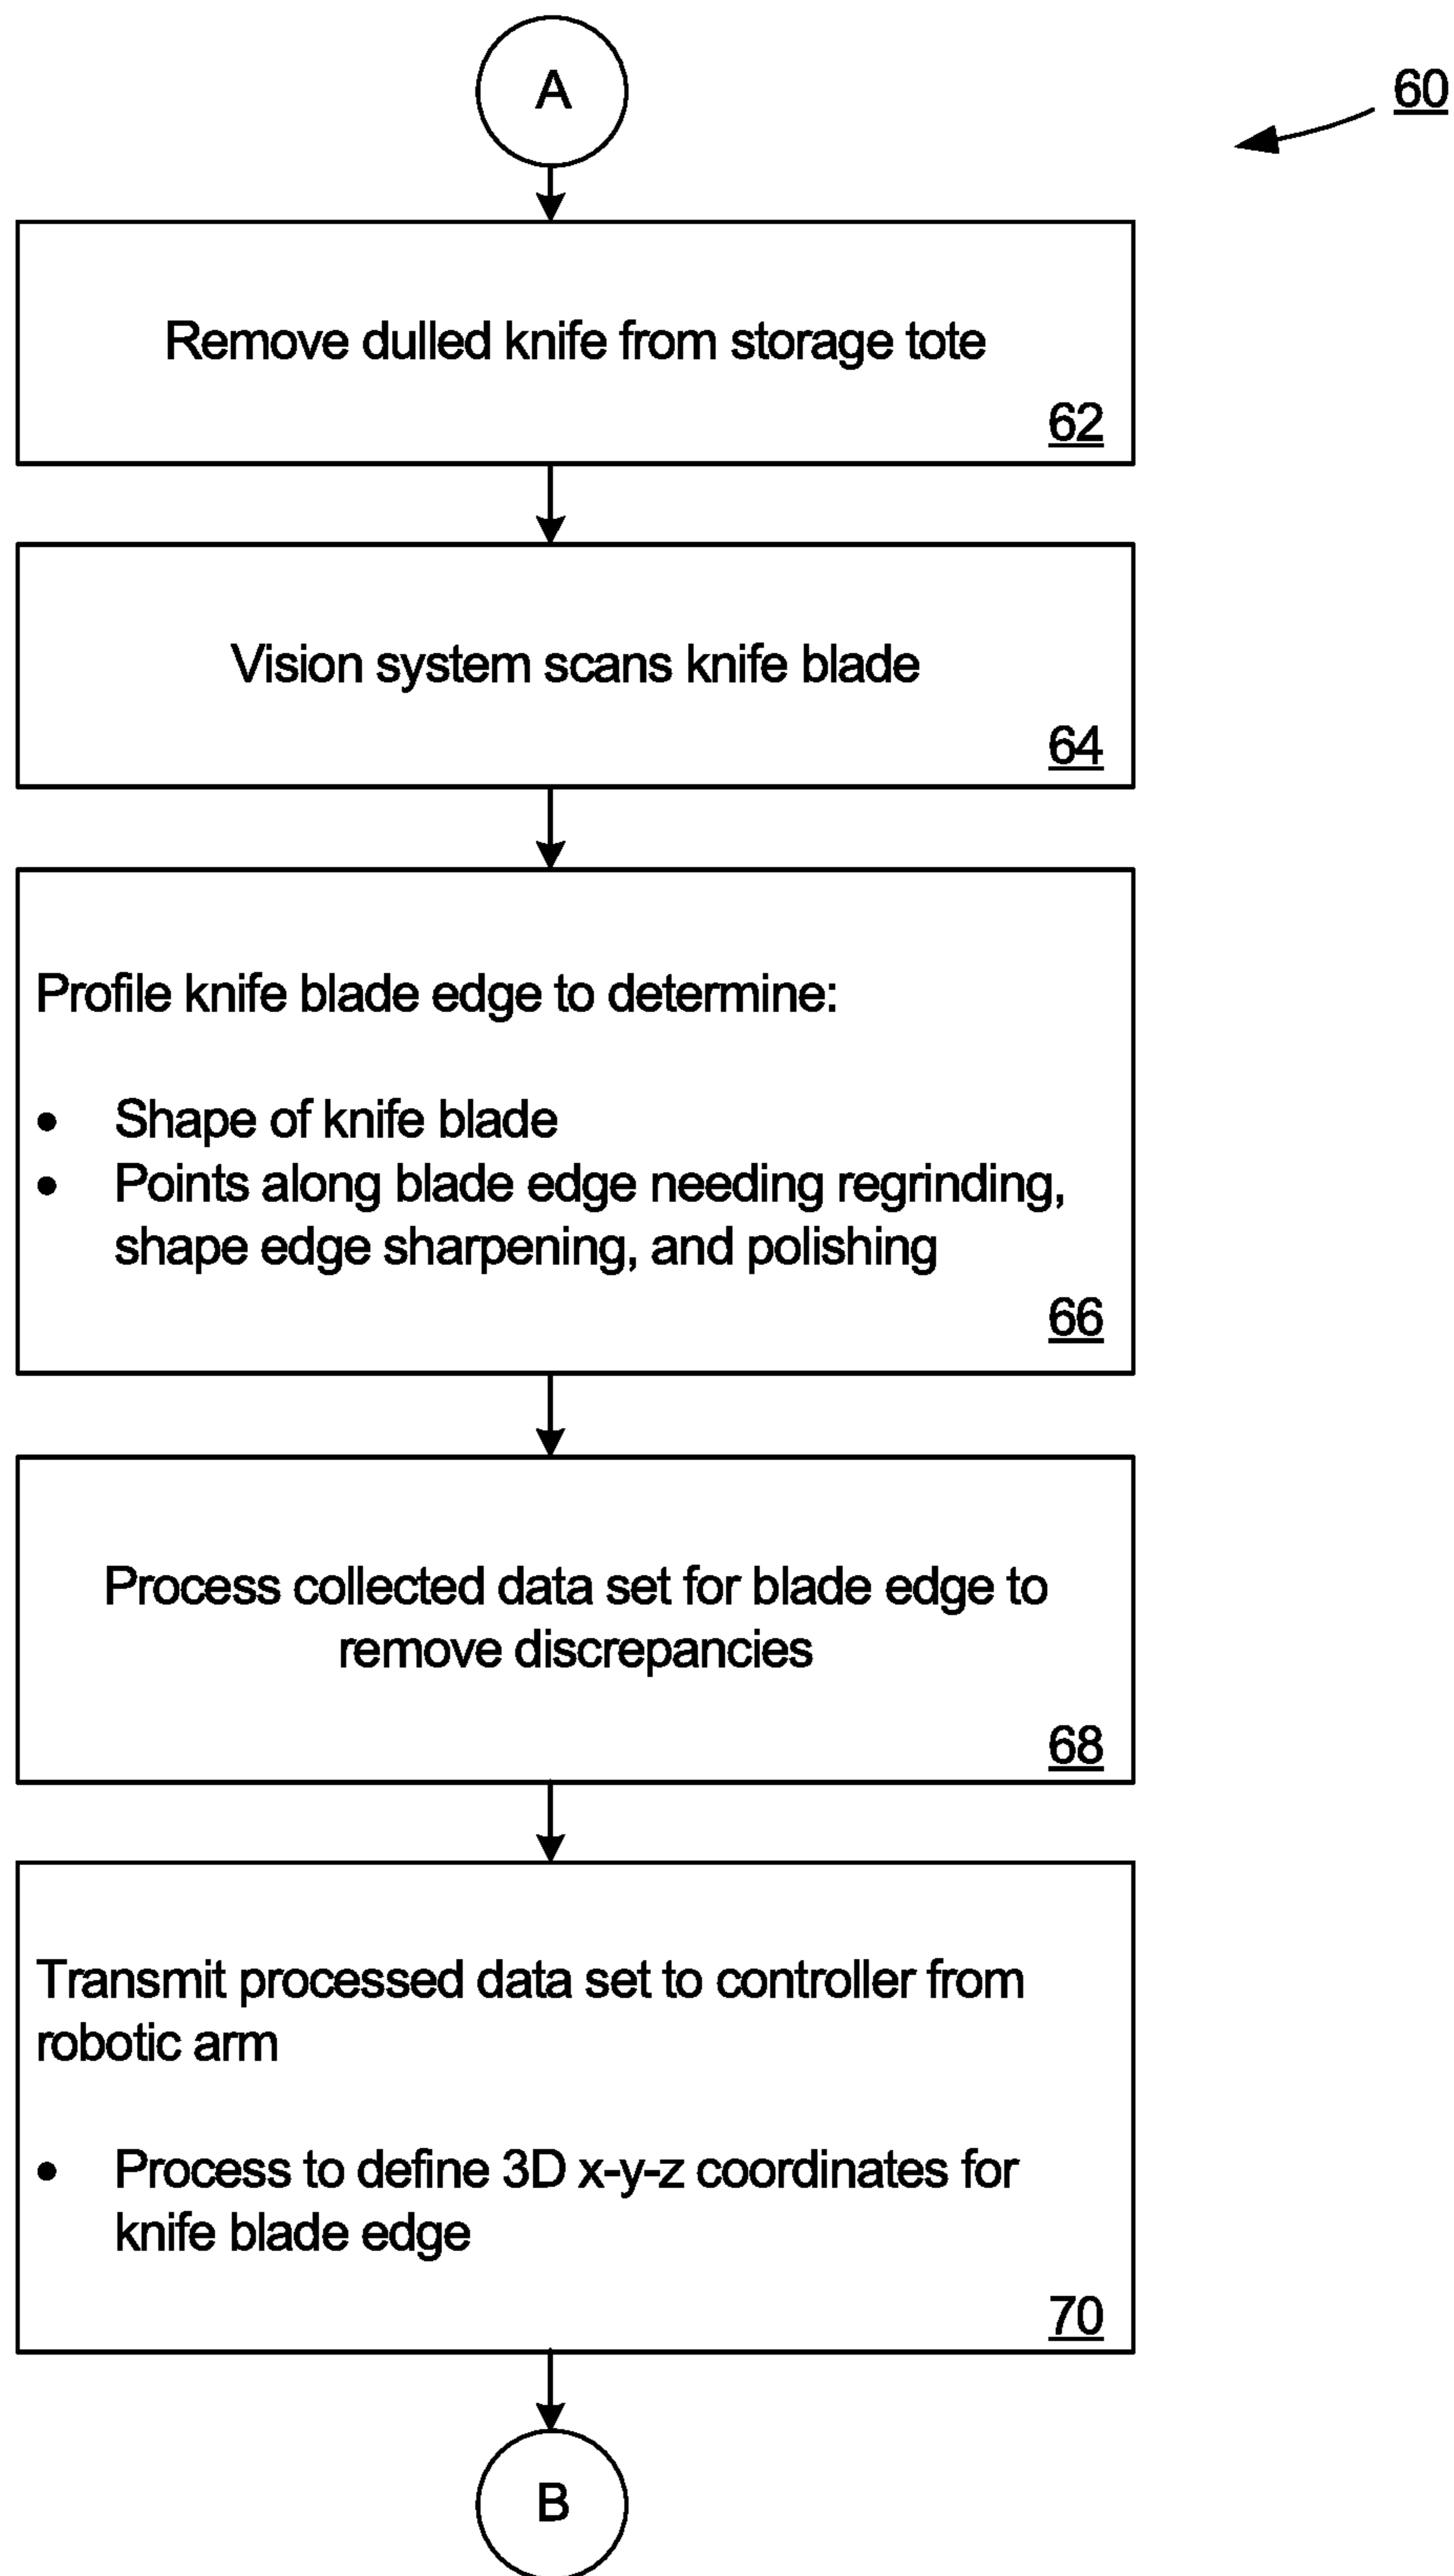 A
60
Remove dulled knife from storage tote
62
Vision system scans knife blade
64
Profile knife blade edge to determine:
• Shape of knife blade
• Points along blade edge needing regrinding,
shape edge sharpening, and polishing
66
Process collected data set for blade edge to
remove discrepancies
68
Transmit processed data set to controller from
robotic arm
• Process to define 3D x-y-z coordinates for
knife blade edge
70
B